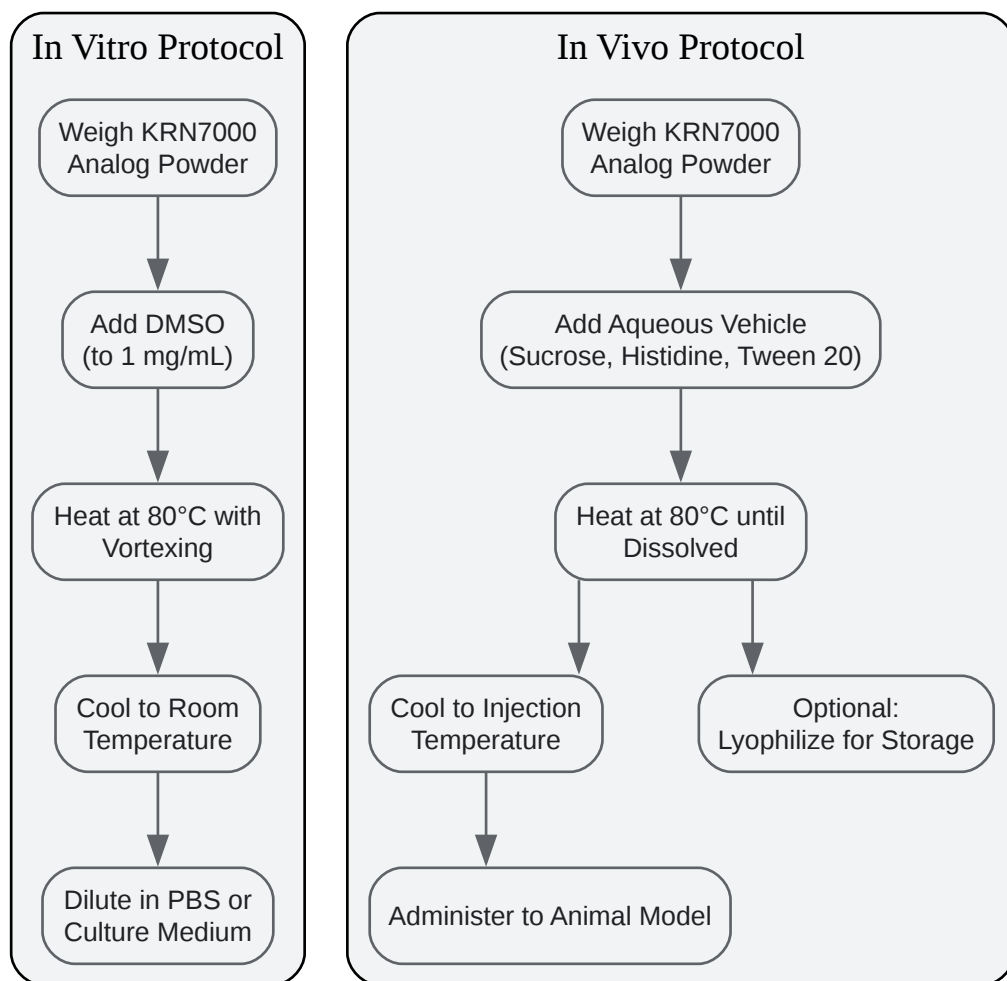 In Vitro Protocol
Weigh KRN7000
Analog Powder
Add DMSO
(to 1 mg/mL)
Heat at 80°C with
Vortexing
Cool to Room
Temperature
Dilute in PBS or
Culture Medium
In Vivo Protocol
Weigh KRN7000
Analog Powder
Add Aqueous Vehicle
(Sucrose, Histidine, Tween 20)
Heat at 80°C until
Dissolved
Cool to Injection
Temperature
Optional:
Lyophilize for Storage
Administer to Animal Model